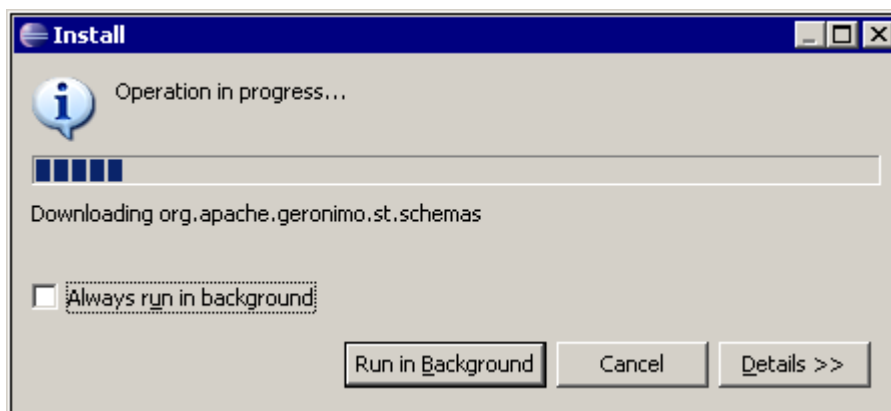 Install
Operation in progress...
Downloading org.apache.geronimo.st.schemas
Always run in background
Run in Background Cancel Details >>